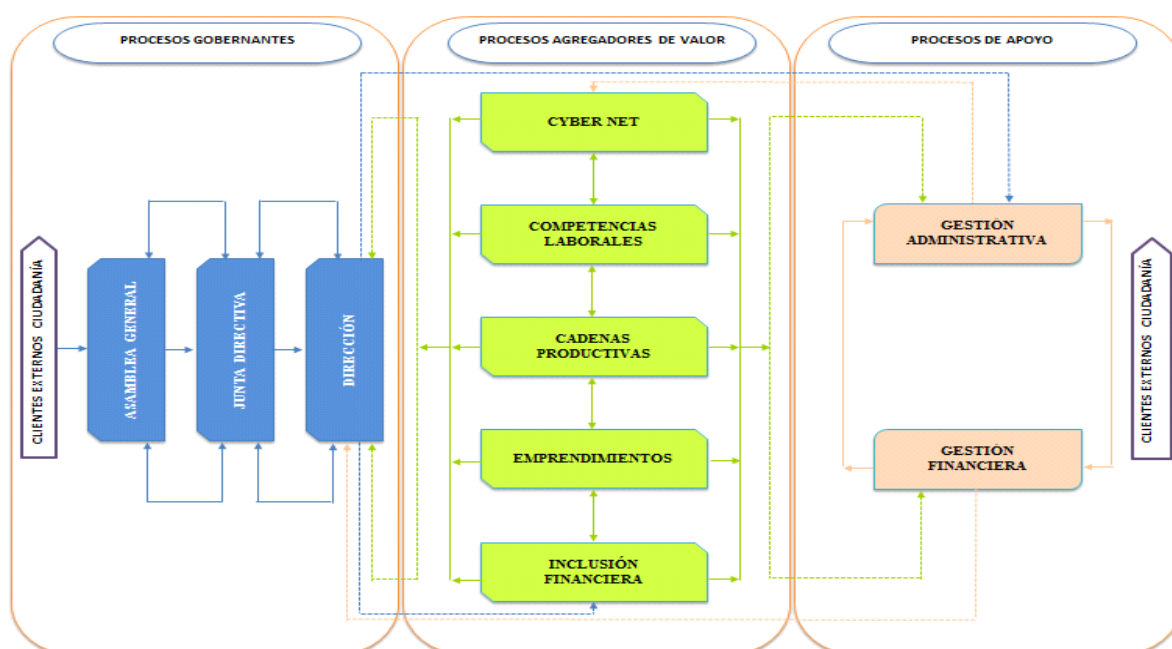 PROCESOS GOBERNANTES
PROCESOS AGREGADORES DE VALOR
PROCESOS DE APOYO
CLIENTES EXTERNOS CIUDADANÍA
ASAMBLEA GENERAL
JUNTA DIRECTIVA
DIRECCIÓN
CYBER NET
COMPETENCIAS
LABORALES
CADENAS
PRODUCTIVAS
EMPRENDIMIENTOS
INCLUSIÓN
FINANCIERA
GESTIÓN
ADMINISTRATIVA
GESTIÓN
FINANCIERA
CLIENTES EXTERNOS CIUDADANÍA